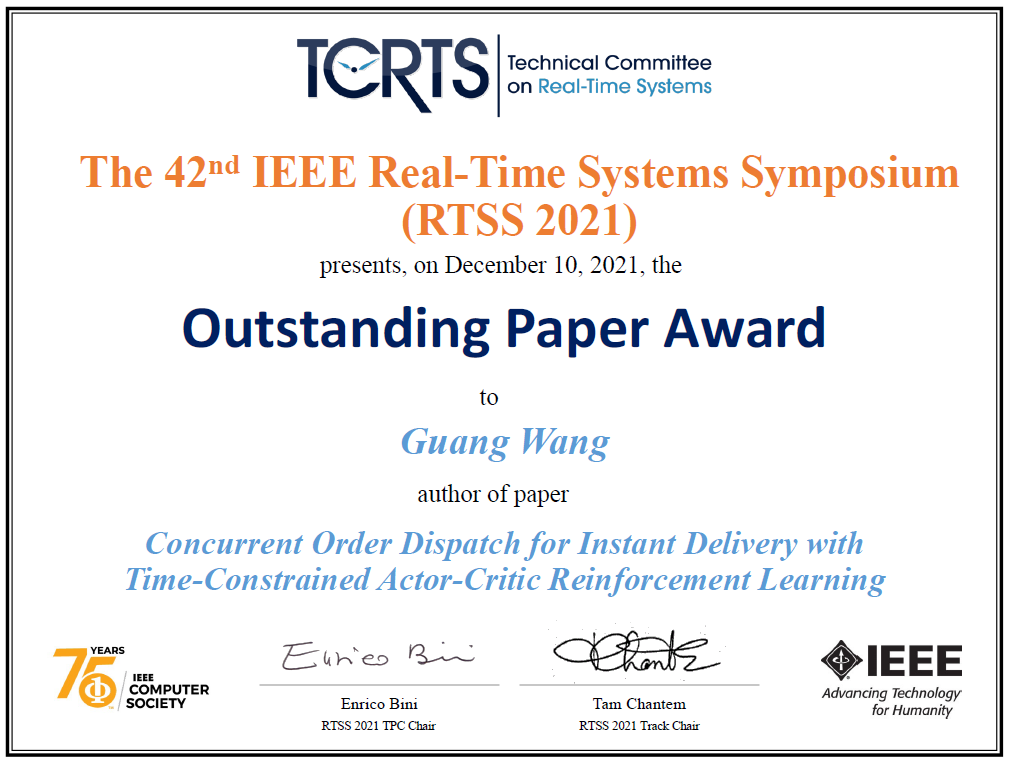 TCRTS
Technical Committee
on Real-Time Systems
The 42nd IEEE Real-Time Systems Symposium
(RTSS 2021)
presents, on December 10, 2021, the
Outstanding Paper Award
to
Guang Wang
author of paper
Concurrent Order Dispatch for Instant Delivery with
Time-Constrained Actor-Critic Reinforcement Learning
75 YEARS
IEEE
COMPUTER
SOCIETY
Enrico Bini
Enrico Bini
RTSS 2021 TPC Chair
TChantem
Tam Chantem
RTSS 2021 Track Chair
IEEE
Advancing Technology
for Humanity